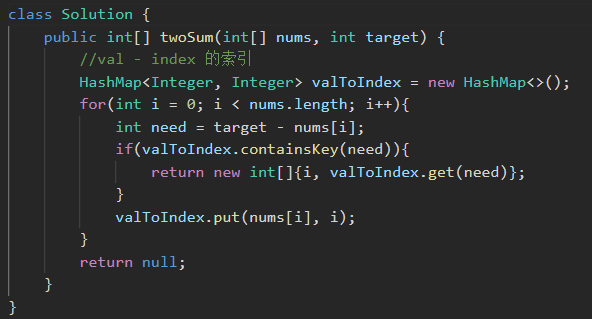 class Solution {
    public int[] twoSum(int[] nums, int target) {
        //val - index 的索引
        HashMap<Integer, Integer> valToIndex = new HashMap<>();
        for(int i = 0; i < nums.length; i++){
            int need = target - nums[i];
            if(valToIndex.containsKey(need)){
                return new int[]{i, valToIndex.get(need)};
            }
            valToIndex.put(nums[i], i);
        }
        return null;
    }
}